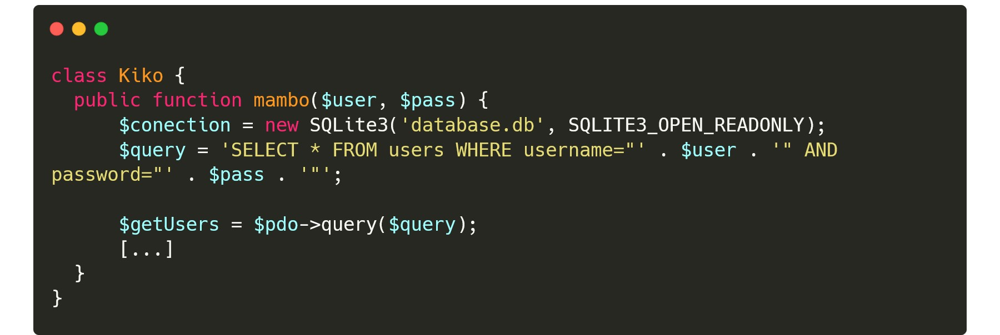 class Kiko {
  public function mambo($user, $pass) {
      $conection = new SQLite3('database.db', SQLITE3_OPEN_READONLY);
      $query = 'SELECT * FROM users WHERE username="' . $user . '" AND
password="' . $pass . '"';

      $getUsers = $pdo->query($query);
      [...]
  }
}